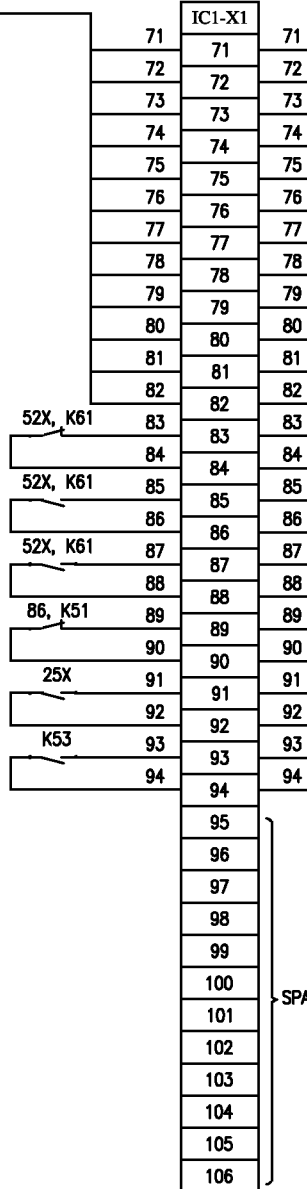 IC1-X1
71 71 71
72 72 72
73 73 73
74 74 74
75 75 75
76 76 76
77 77 77
78 78 78
79 79 79
80 80 80
81 81 81
82 82 82
52X, K61 83 83 83
84 84 84
52X, K61 85 85 85
86 86 86
52X, K61 87 87 87
88 88 88
86, K51 89 89 89
90 90 90
25X 91 91 91
92 92 92
K53 93 93 93
94 94 94
95
96
97
98
99
100
SPA
101
102
103
104
105
106